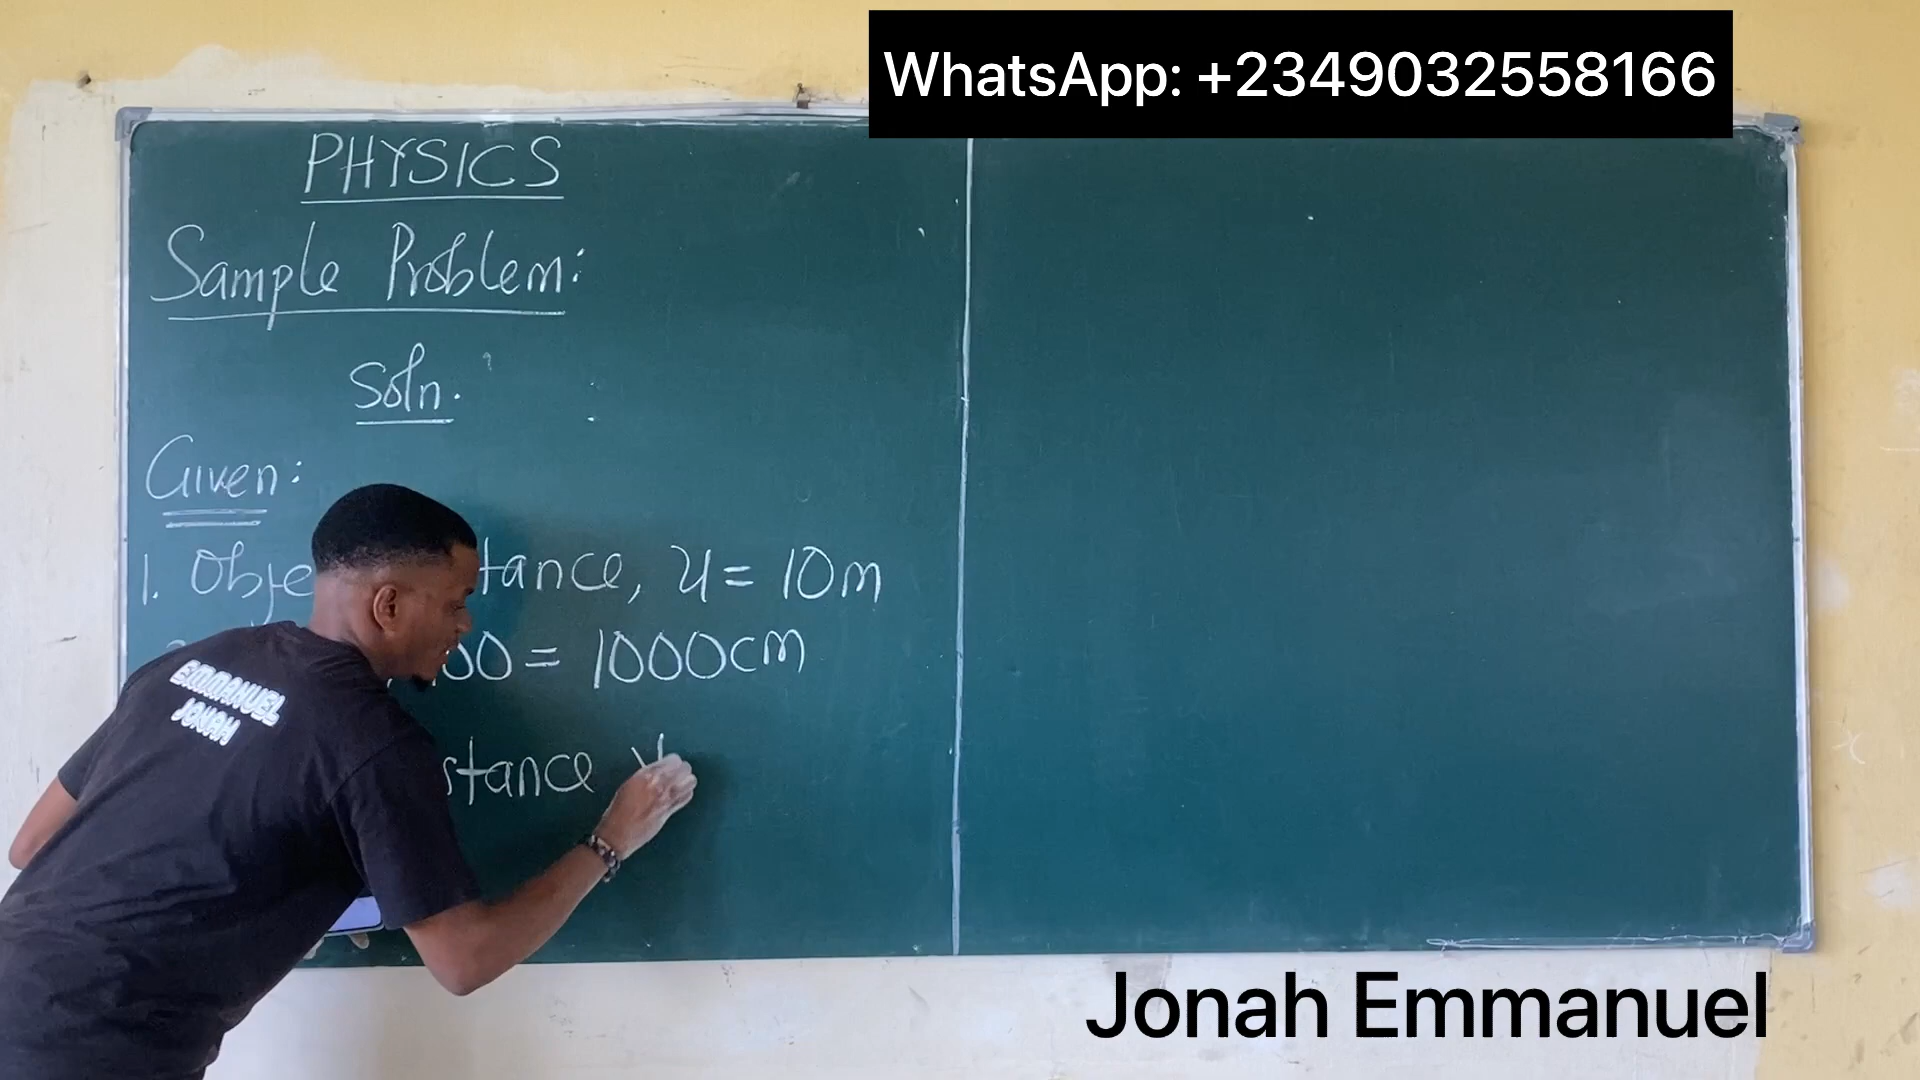 WhatsApp: +2349032558166
PHYSICS
Sample Problem:
Soln.
Given:
1. Obje tance, u = 10m
00 = 1000cm
stance
EMMANUEL
JONAH
Jonah Emmanuel